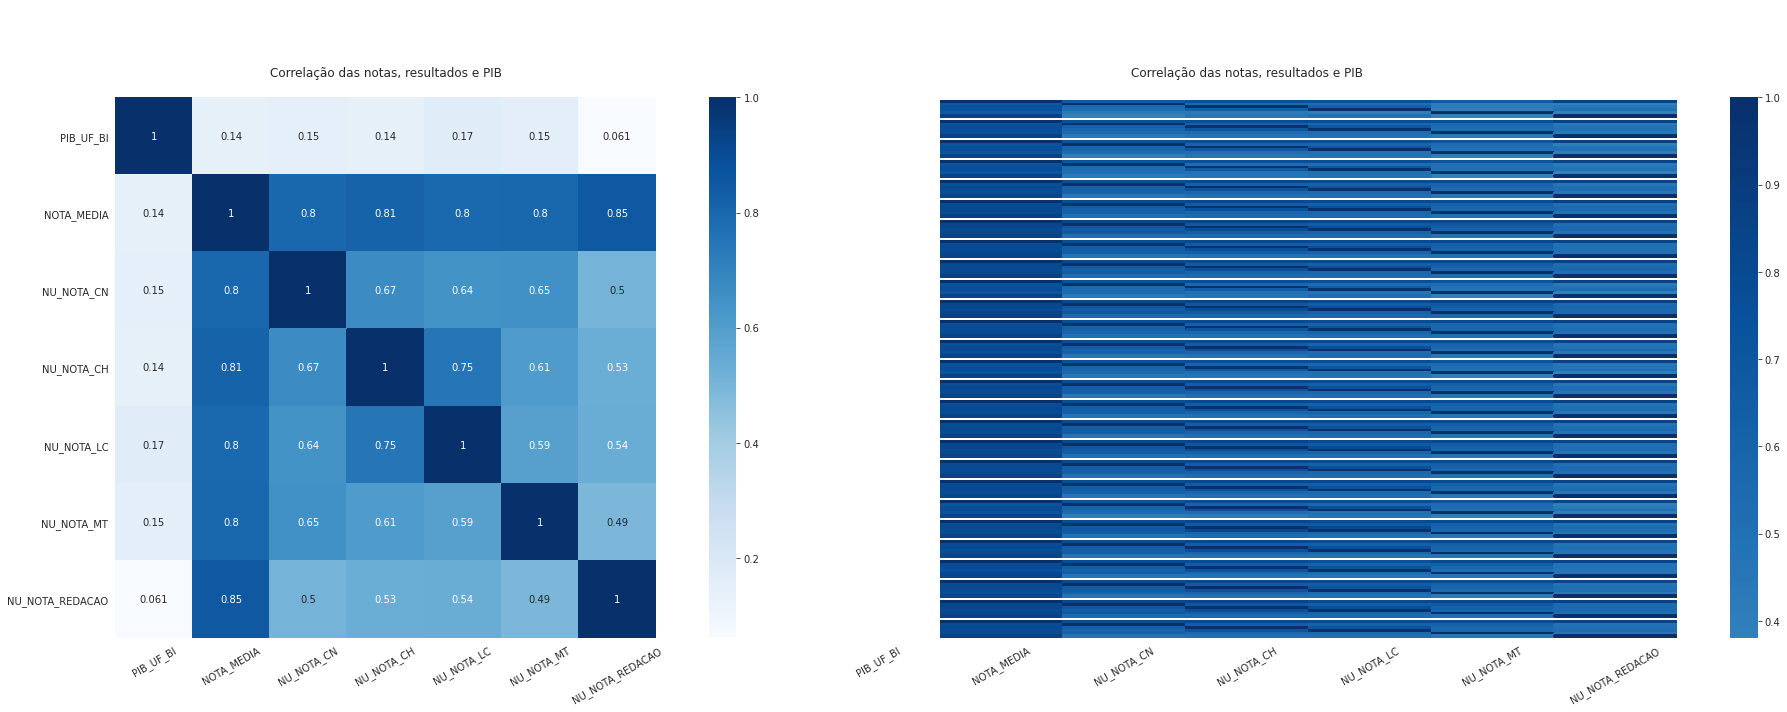 Correlação das notas, resultados e PIB
PIB_UF_BI 1 0.14 0.15 0.14 0.17 0.15 0.061
NOTA_MEDIA 0.14 1 0.8 0.81 0.8 0.8 0.85
NU_NOTA_CN 0.15 0.8 1 0.67 0.64 0.65 0.5
NU_NOTA_CH 0.14 0.81 0.67 1 0.75 0.61 0.53
NU_NOTA_LC 0.17 0.8 0.64 0.75 1 0.59 0.54
NU_NOTA_MT 0.15 0.8 0.65 0.61 0.59 1 0.49
NU_NOTA_REDACAO 0.061 0.85 0.5 0.53 0.54 0.49 1
PIB_UF_BI NOTA_MEDIA NU_NOTA_CN NU_NOTA_CH NU_NOTA_LC NU_NOTA_MT NU_NOTA_REDACAO
1.0
0.8
0.6
0.4
0.2
Correlação das notas, resultados e PIB
PIB_UF_BI NOTA_MEDIA NU_NOTA_CN NU_NOTA_CH NU_NOTA_LC NU_NOTA_MT NU_NOTA_REDACAO
1.0
0.9
0.8
0.7
0.6
0.5
0.4